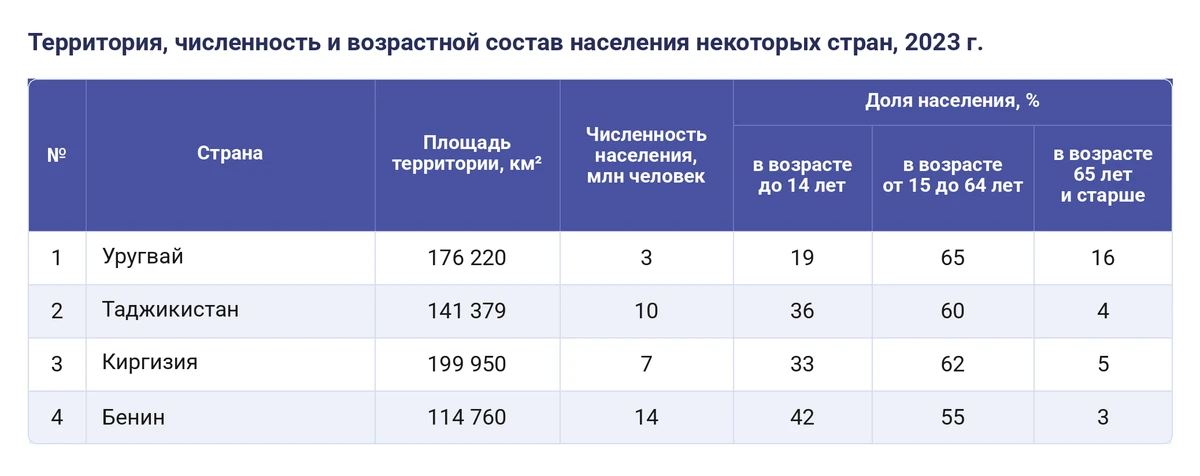 Территория, численность и возрастной состав населения некоторых стран, 2023 г.
№
Страна
Площадь
территории, км²
Численность
населения,
млн человек
Доля населения, %
в возрасте
до 14 лет
в возрасте
от 15 до 64 лет
в возрасте
65 лет
и старше
1 Уругвай 176 220 3 19 65 16
2 Таджикистан 141 379 10 36 60 4
3 Киргизия 199 950 7 33 62 5
4 Бенин 114 760 14 42 55 3